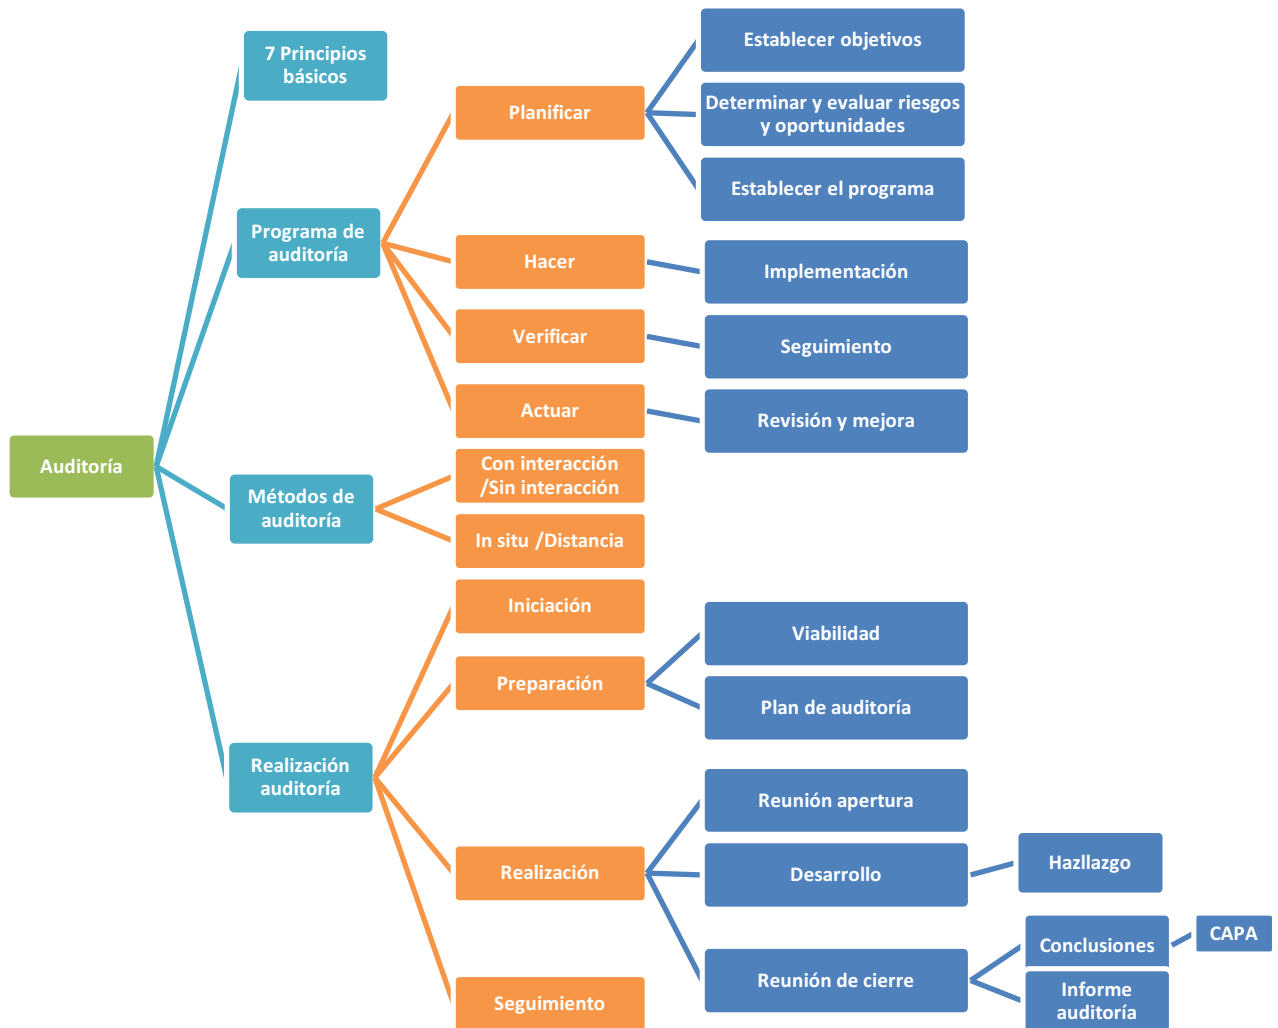 Auditoría
7 Principios
básicos
Programa de
auditoría
Planificar
Establecer objetivos
Determinar y evaluar riesgos
y oportunidades
Establecer el programa
Hacer
Implementación
Verificar
Seguimiento
Actuar
Revisión y mejora
Métodos de
auditoría
Con interacción
/Sin interacción
In situ /Distancia
Realización
auditoría
Iniciación
Preparación
Viabilidad
Plan de auditoría
Realización
Reunión apertura
Desarrollo
Hazllazgo
Reunión de cierre
Conclusiones
CAPA
Informe
auditoría
Seguimiento